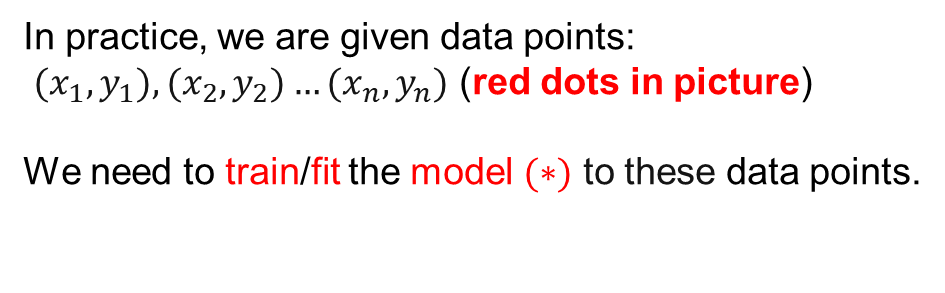 In practice, we are given data points:
(x₁, y₁), (x₂, y₂) … (xₙ, yₙ) (red dots in picture)
We need to train/fit the model (∗) to these data points.